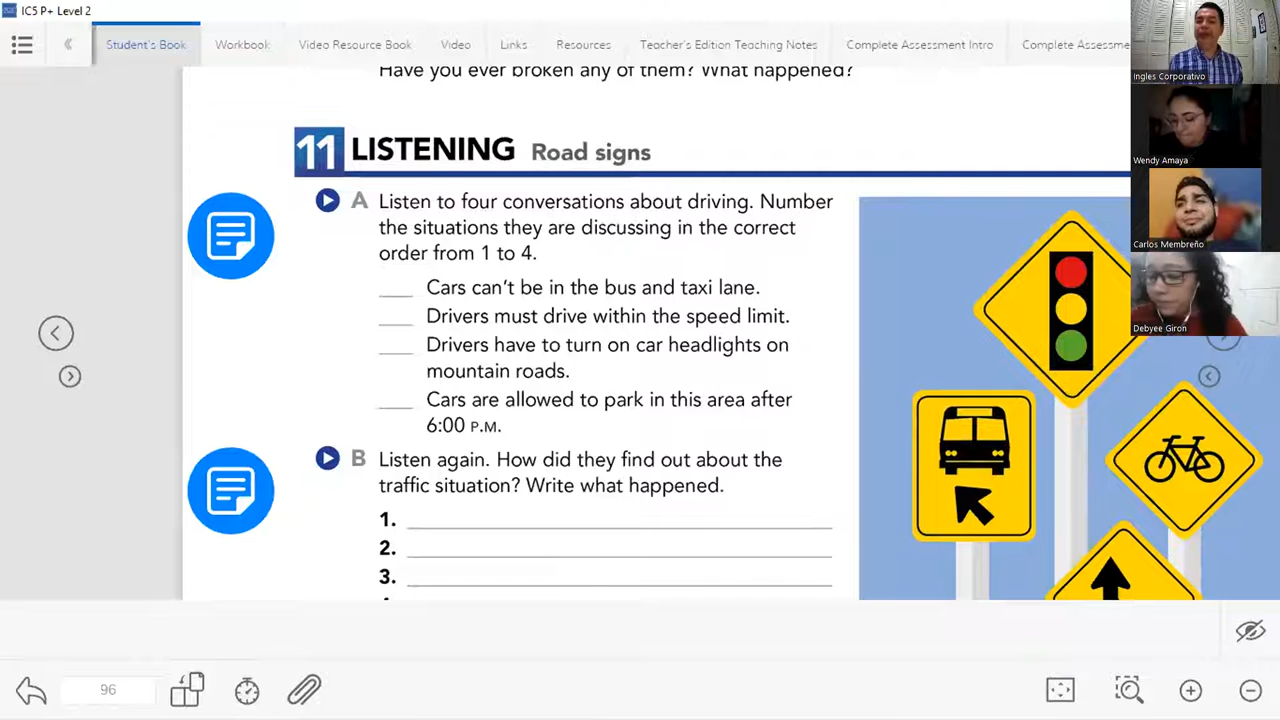 IC5 P+ Level 2
Student's Book
Workbook
Video Resource Book
Video
Links
Resources
Teacher's Edition Teaching Notes
Complete Assessment Intro
Complete Assessme
Have you ever broken any of them? What happened?
11 LISTENING Road signs
A Listen to four conversations about driving. Number
the situations they are discussing in the correct
order from 1 to 4.
____ Cars can't be in the bus and taxi lane.
____ Drivers must drive within the speed limit.
____ Drivers have to turn on car headlights on
mountain roads.
____ Cars are allowed to park in this area after
6:00 P.M.
B Listen again. How did they find out about the
traffic situation? Write what happened.
1.
2.
3.
96
Ingles Corporativo
Wendy Amaya
Carlos Membreño
Debyee Giron